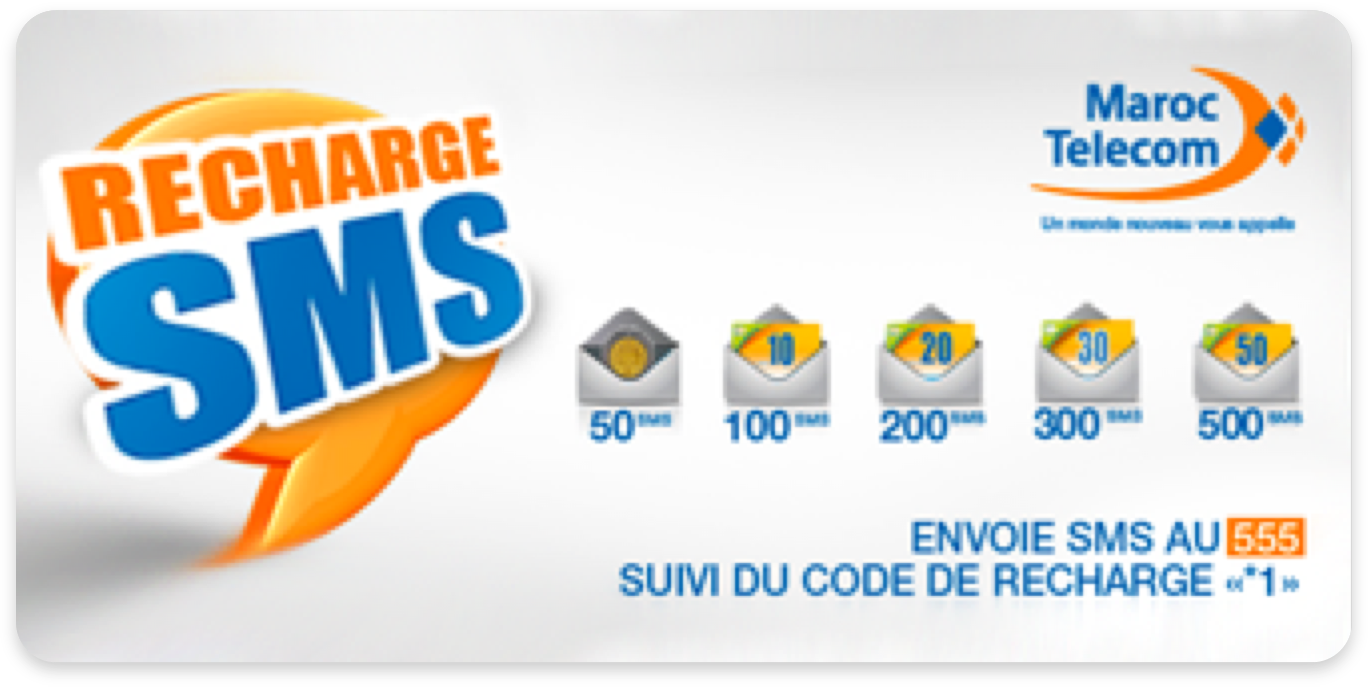 RECHARGE
SMS
Maroc
Telecom
Un monde nouveau vous appelle
10
20
30
50
50 SMS
100 SMS
200 SMS
300 SMS
500 SMS
ENVOIE SMS AU 555
SUIVI DU CODE DE RECHARGE «*1»